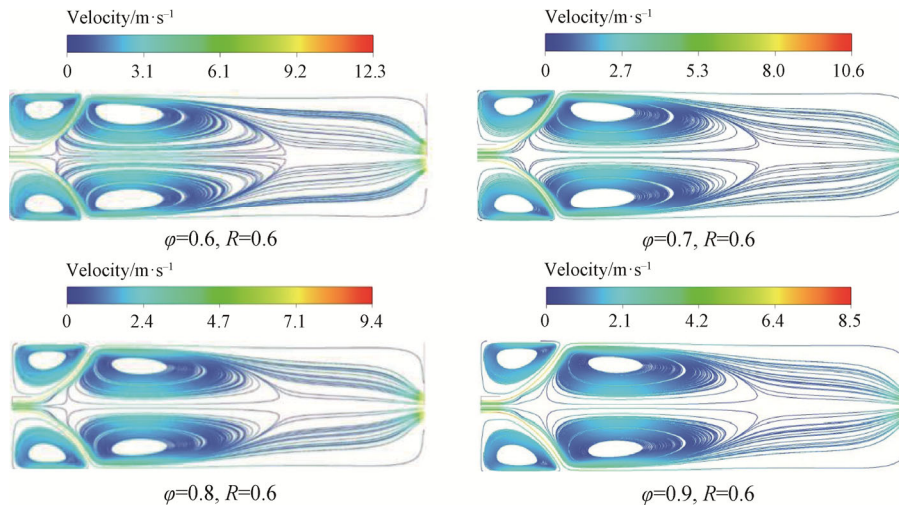 Velocity/m·s⁻¹
0 3.1 6.1 9.2 12.3
φ=0.6, R=0.6
Velocity/m·s⁻¹
0 2.7 5.3 8.0 10.6
φ=0.7, R=0.6
Velocity/m·s⁻¹
0 2.4 4.7 7.1 9.4
φ=0.8, R=0.6
Velocity/m·s⁻¹
0 2.1 4.2 6.4 8.5
φ=0.9, R=0.6